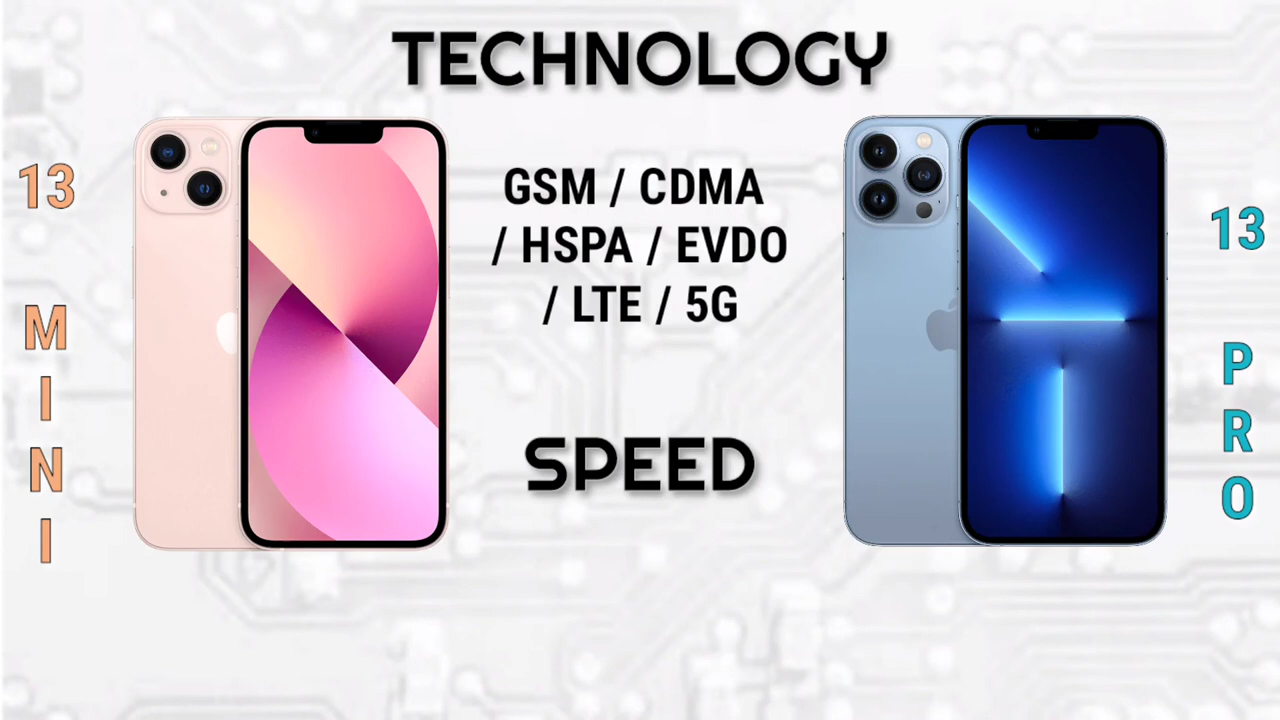 TECHNOLOGY
13
M
I
N
I
GSM / CDMA
/ HSPA / EVDO
/ LTE / 5G
SPEED
13
P
R
O